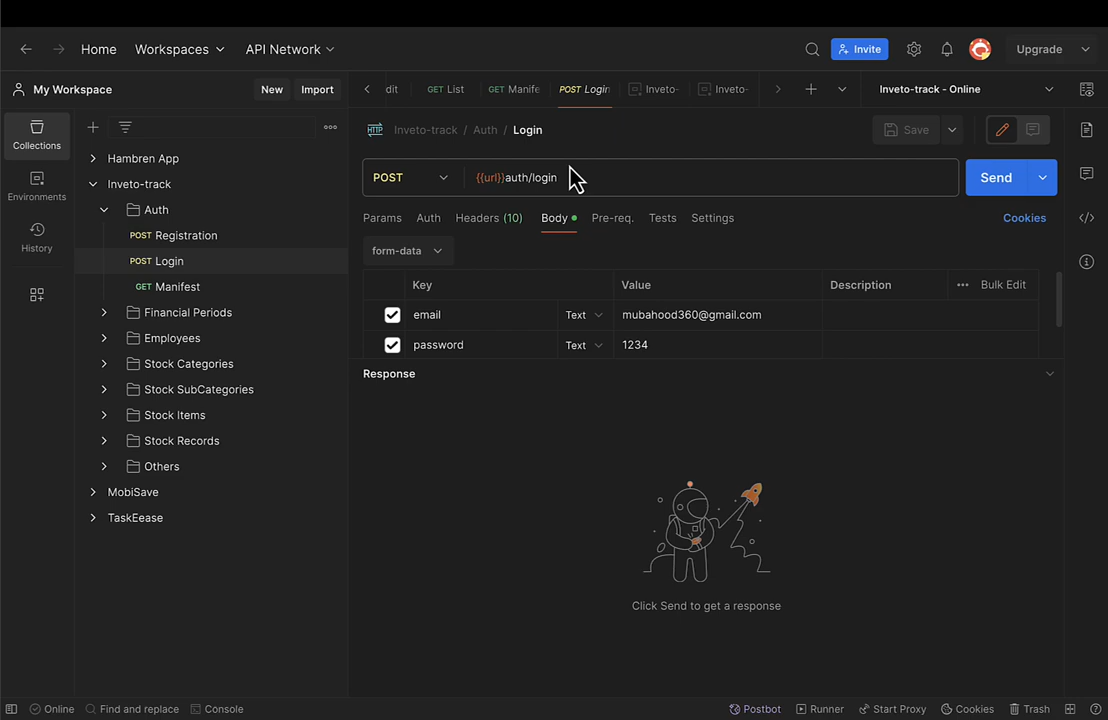 Home Workspaces API Network Invite Upgrade
My Workspace New Import dit GET List GET Manife POST Login Inveto- Inveto- Inveto-track - Online
Collections
Environments
History
Hambren App
Inveto-track
Auth
POST Registration
POST Login
GET Manifest
Financial Periods
Employees
Stock Categories
Stock SubCategories
Stock Items
Stock Records
Others
MobiSave
TaskEease
HTTP Inveto-track / Auth / Login Save
POST {{url}}auth/login Send
Params Auth Headers (10) Body Pre-req. Tests Settings Cookies
form-data
Key Value Description Bulk Edit
email Text mubahood360@gmail.com
password Text 1234
Response
Click Send to get a response
Online Find and replace Console Postbot Runner Start Proxy Cookies Trash